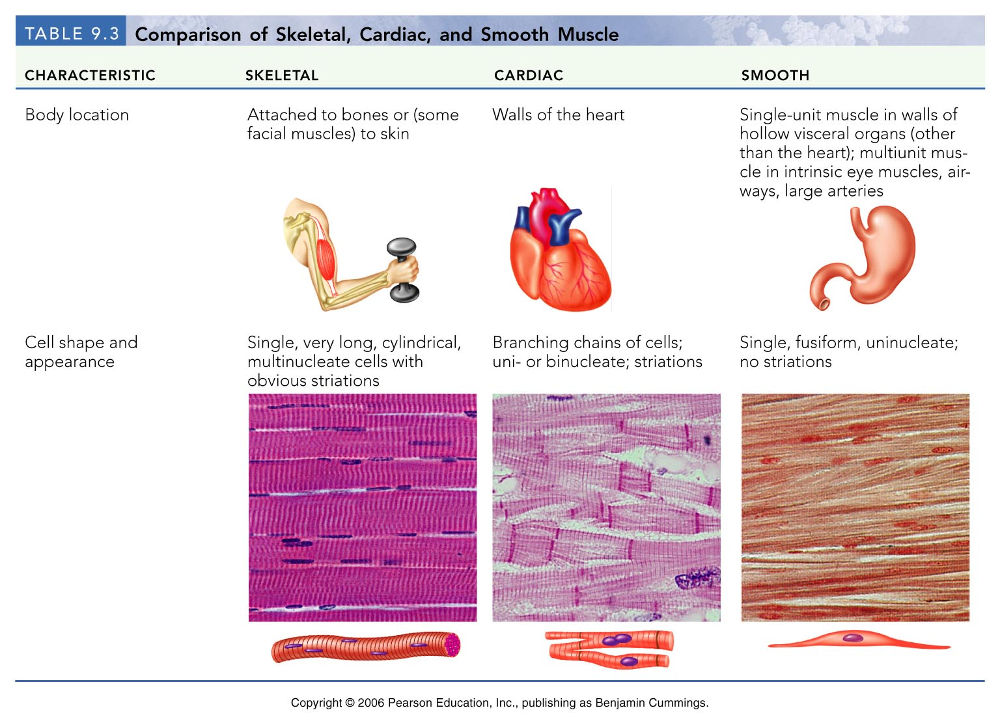 TABLE 9.3 Comparison of Skeletal, Cardiac, and Smooth Muscle
CHARACTERISTIC SKELETAL CARDIAC SMOOTH
Body location
Attached to bones or (some
facial muscles) to skin
Walls of the heart
Single-unit muscle in walls of
hollow visceral organs (other
than the heart); multiunit mus-
cle in intrinsic eye muscles, air-
ways, large arteries
Cell shape and
appearance
Single, very long, cylindrical,
multinucleate cells with
obvious striations
Branching chains of cells;
uni- or binucleate; striations
Single, fusiform, uninucleate;
no striations
Copyright © 2006 Pearson Education, Inc., publishing as Benjamin Cummings.